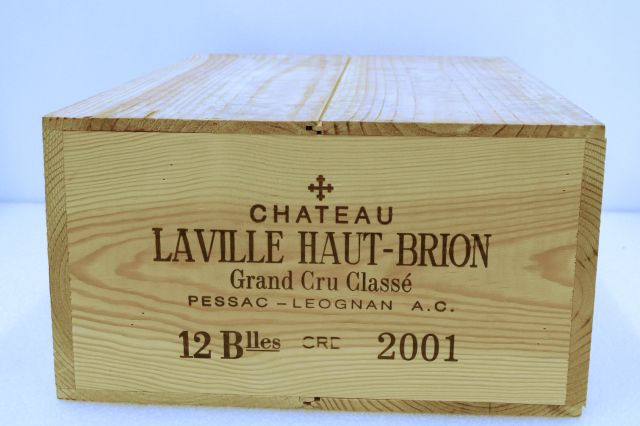 CHATEAU
LAVILLE HAUT-BRION
Grand Cru Classé
PESSAC - LEOGNAN A.C.
12 Blles CRD 2001